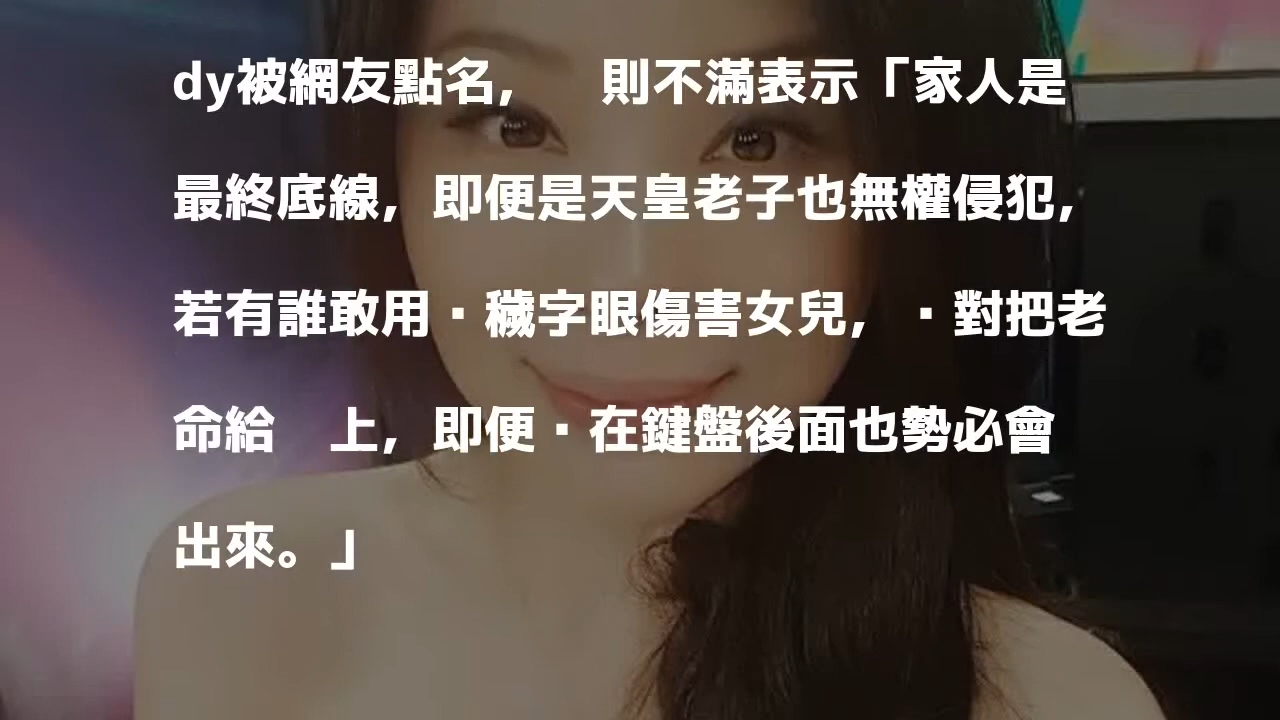 dy被網友點名，　則不滿表示「家人是
最終底線，即便是天皇老子也無權侵犯，
若有誰敢用▪穢字眼傷害女兒，▪對把老
命給　上，即便▪在鍵盤後面也勢必會
出來。」